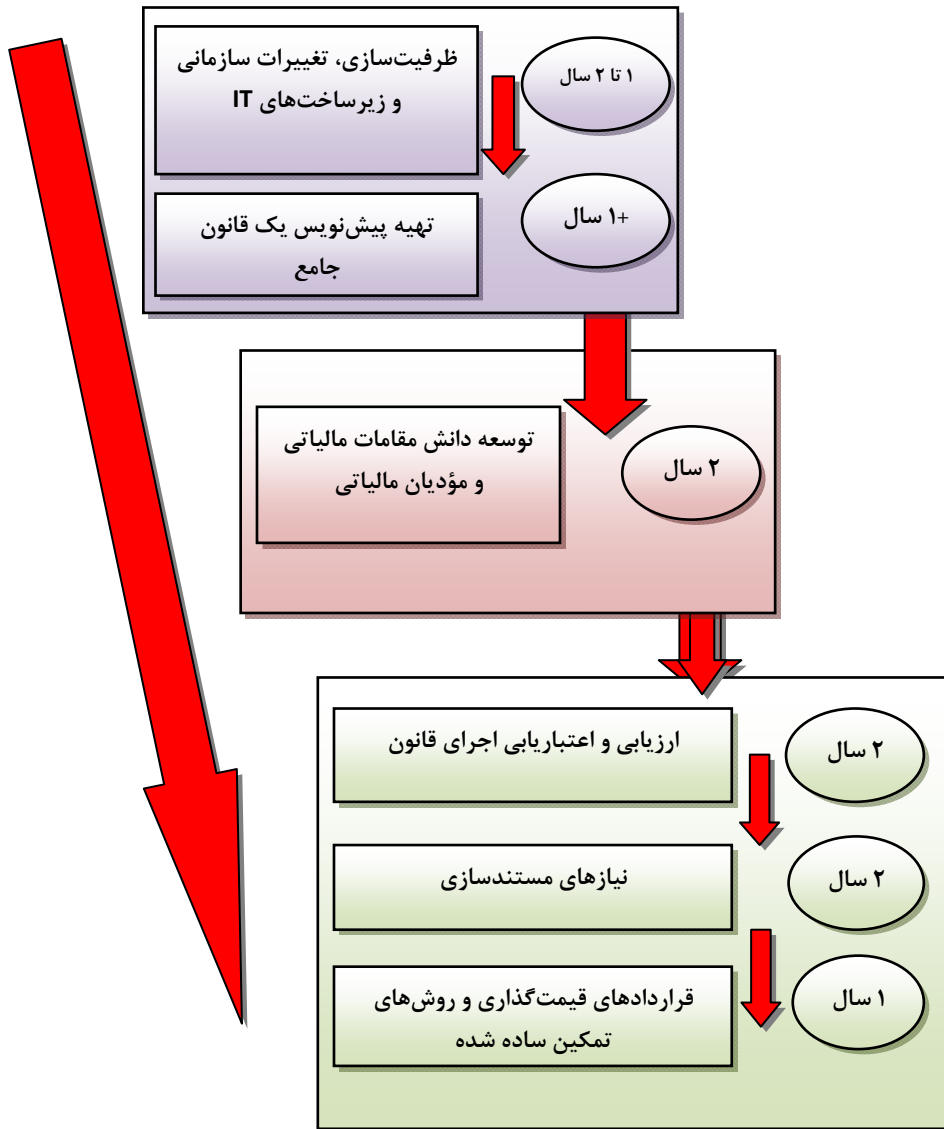 ۱ تا ۲ سال
ظرفیت‌سازی، تغییرات سازمانی
و زیرساخت‌های IT
+۱ سال
تهیه پیش‌نویس یک قانون
جامع
۲ سال
توسعه دانش مقامات مالیاتی
و مؤدیان مالیاتی
۲ سال
ارزیابی و اعتباریابی اجرای قانون
۲ سال
نیازهای مستندسازی
۱ سال
قراردادهای قیمت‌گذاری و روش‌های
تمکین ساده شده